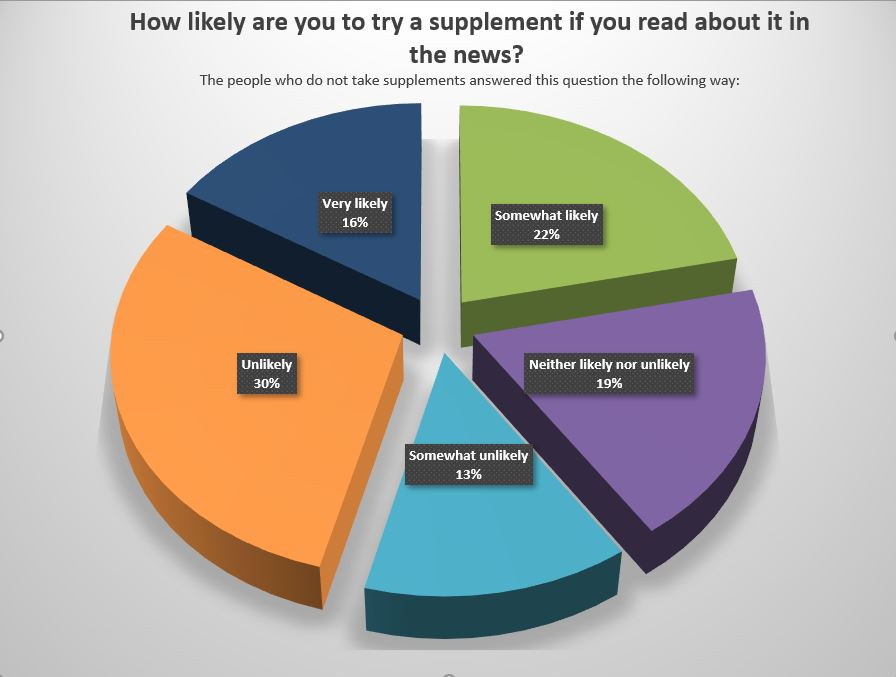 How likely are you to try a supplement if you read about it in
the news?
The people who do not take supplements answered this question the following way:
Very likely
16%
Somewhat likely
22%
Unlikely
30%
Neither likely nor unlikely
19%
Somewhat unlikely
13%